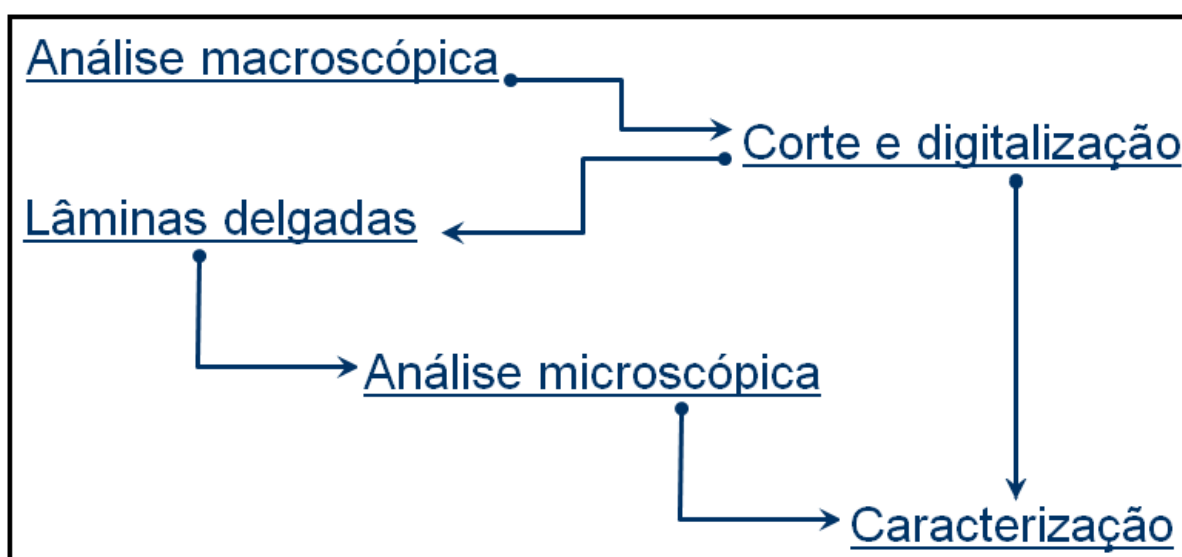 Análise macroscópica
Corte e digitalização
Lâminas delgadas
Análise microscópica
Caracterização